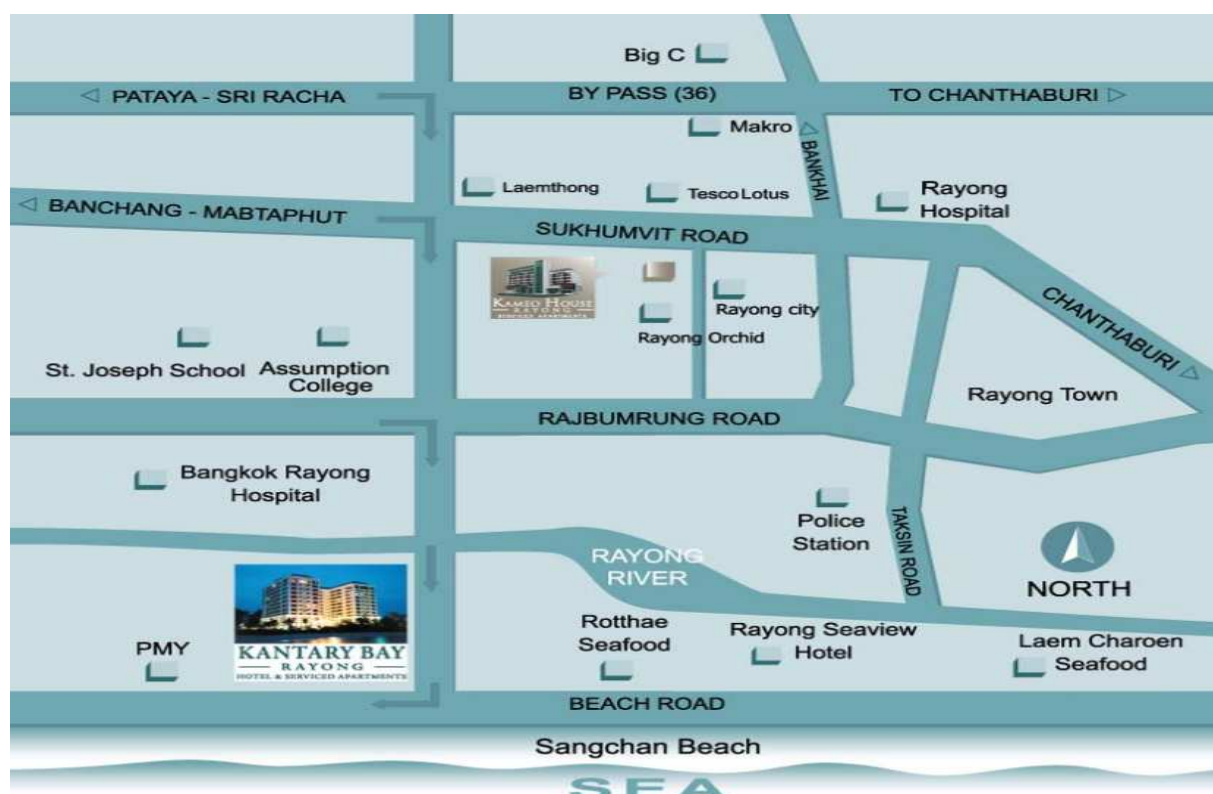 Big C
◁ PATAYA - SRI RACHA
BY PASS (36)
TO CHANTHABURI ▷
Makro
△ BANKHAI
Laemthong
Tesco Lotus
Rayong
Hospital
◁ BANCHANG - MABTAPHUT
SUKHUMVIT ROAD
KAMEO HOUSE
RAYONG
SERVICED APARTMENTS
Rayong city
Rayong Orchid
CHANTHABURI △
St. Joseph School
Assumption
College
Rayong Town
RAJBUMRUNG ROAD
Bangkok Rayong
Hospital
Police
Station
TAKSIN ROAD
NORTH
RAYONG
RIVER
KANTARY BAY
RAYONG
HOTEL & SERVICED APARTMENTS
PMY
Rotthae
Seafood
Rayong Seaview
Hotel
Laem Charoen
Seafood
BEACH ROAD
Sangchan Beach
SEA